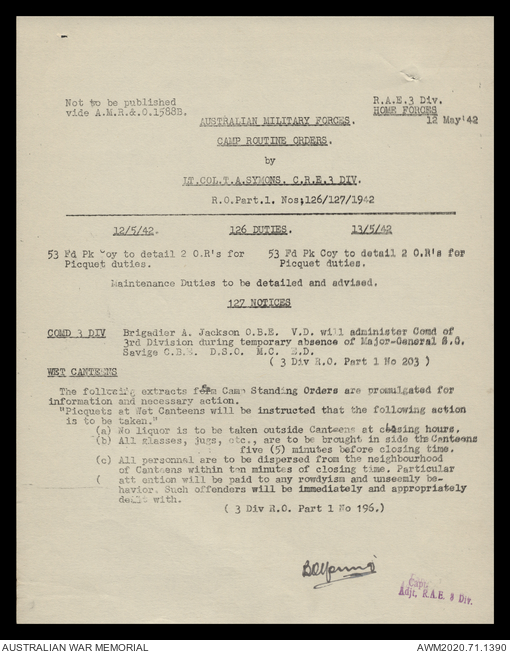 Not to be published
vide A.M.R.&.O.1588B.
R.A.E.3 Div.
HOME FORCES
12 May'42
AUSTRALIAN MILITARY FORCES.
CAMP ROUTINE ORDERS.
by
LT.COL.T.A.SYMONS. C.R.E.3 DIV.
R.O.Part.1. Nos;126/127/1942
12/5/42. 126 DUTIES. 13/5/42
53 Fd Pk Coy to detail 2 O.R's for
Picquet duties.
53 Fd Pk Coy to detail 2 O.R's for
Picquet duties.
Maintenance Duties to be detailed and advised.
127 NOTICES
COMD 3 DIV Brigadier A. Jackson O.B.E. V.D. will administer Comd of
3rd Division during temporary absence of Major-General S.G.
Savige C.B.E. D.S.O. M.C. E.D.
( 3 Div R.O. Part 1 No 203 )
WET CANTEENS
The following extracts form Camp Standing Orders are promulgated for
information and necessary action.
"Picquets at Wet Canteens will be instructed that the following action
is to be taken."
(a) No liquor is to be taken outside Canteens at closing hours.
(b) All glasses, jugs, etc., are to be brought in side the Canteens
five (5) minutes before closing time.
(c) All personnel are to be dispersed from the neighbourhood
of Canteens within ten minutes of closing time. Particular
( attention will be paid to any rowdyism and unseemly be-
havior. Such offenders will be immediately and appropriately
dealt with.
( 3 Div R.O. Part 1 No 196.)
Capt.
Adjt. R.A.E. 3 Div.
AUSTRALIAN WAR MEMORIAL
AWM2020.71.1390